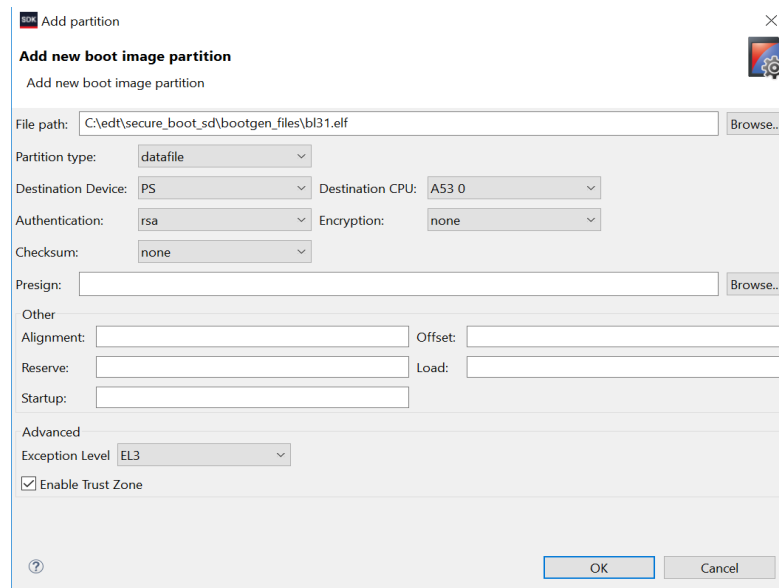 SDK Add partition
Add new boot image partition
Add new boot image partition
File path: C:\edt\secure_boot_sd\bootgen_files\bl31.elf Browse..
Partition type: datafile
Destination Device: PS Destination CPU: A53 0
Authentication: rsa Encryption: none
Checksum: none
Presign: Browse..
Other
Alignment: Offset:
Reserve: Load:
Startup:
Advanced
Exception Level EL3
Enable Trust Zone
? OK Cancel